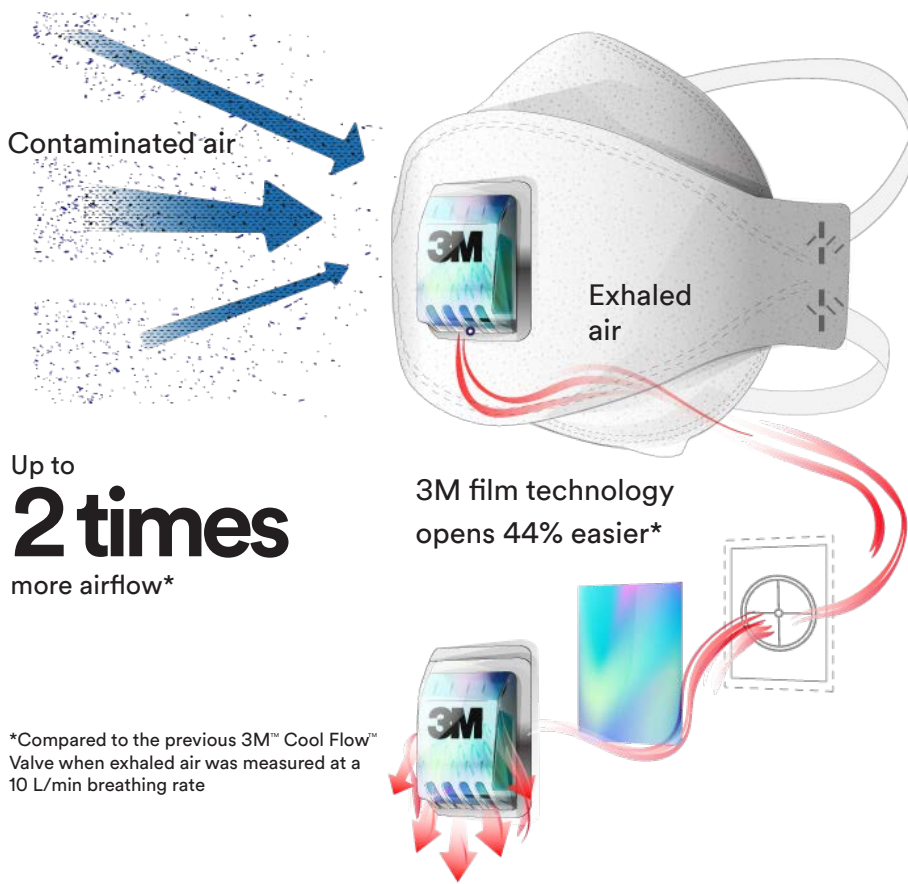 Contaminated air
3M
Exhaled
air
Up to
2 times
more airflow*
3M film technology
opens 44% easier*
3M
*Compared to the previous 3M™ Cool Flow™
Valve when exhaled air was measured at a
10 L/min breathing rate